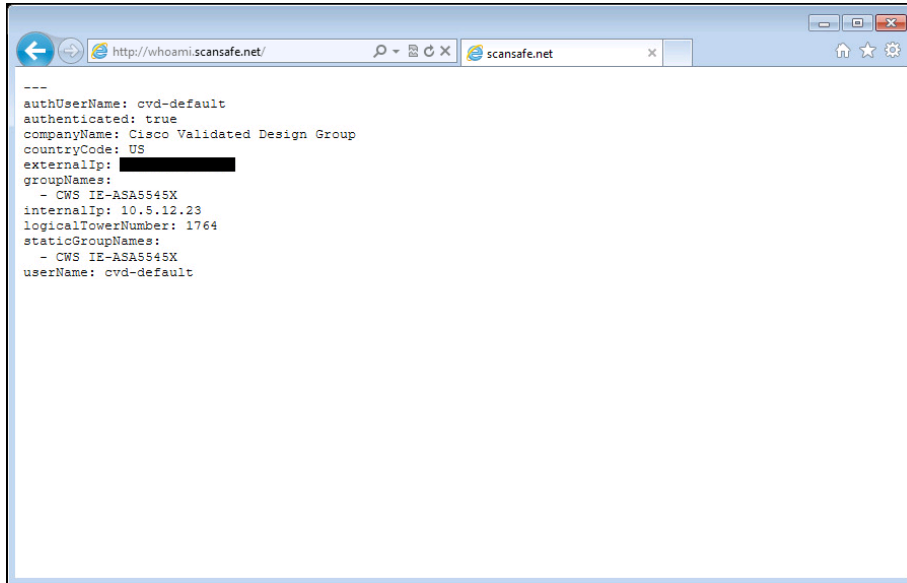 http://whoami.scansafe.net/
scansafe.net
---
authUserName: cvd-default
authenticated: true
companyName: Cisco Validated Design Group
countryCode: US
externalIp:
groupNames:
- CWS IE-ASA5545X
internalIp: 10.5.12.23
logicalTowerNumber: 1764
staticGroupNames:
- CWS IE-ASA5545X
userName: cvd-default